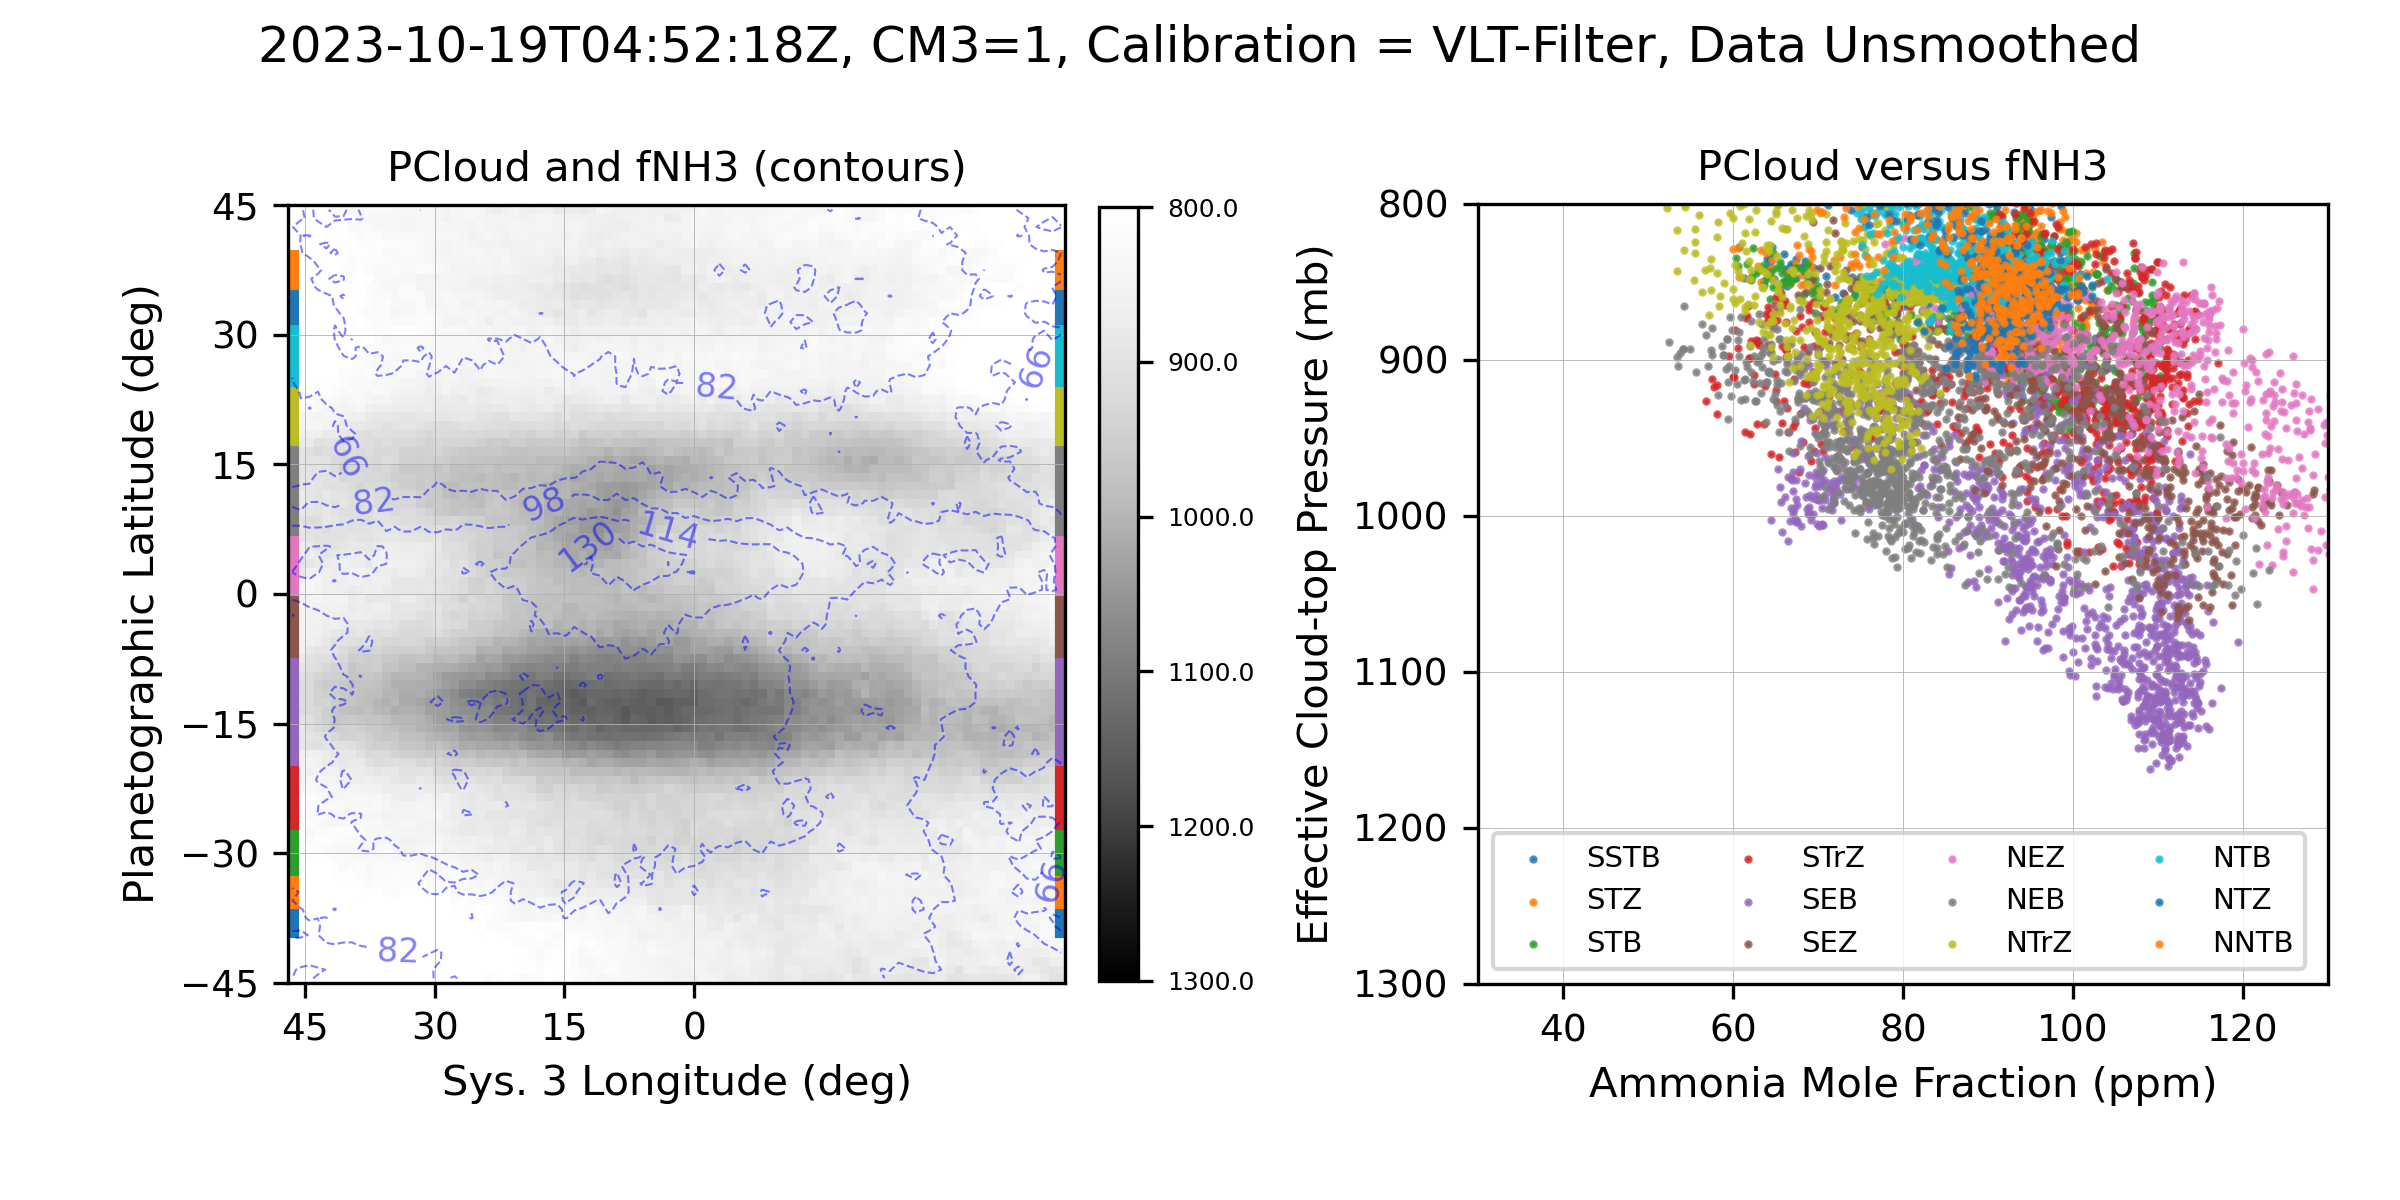 2023-10-19T04:52:18Z, CM3=1, Calibration = VLT-Filter, Data Unsmoothed
PCloud and fNH3 (contours)
Planetographic Latitude (deg)
45
30
15
0
−15
−30
−45
82
66
66
82
98
114
130
66
82
45
30
15
0
Sys. 3 Longitude (deg)
800.0
900.0
1000.0
1100.0
1200.0
1300.0
PCloud versus fNH3
Effective Cloud-top Pressure (mb)
800
900
1000
1100
1200
1300
SSTB
STZ
STB
STrZ
SEB
SEZ
NEZ
NEB
NTrZ
NTB
NTZ
NNTB
40
60
80
100
120
Ammonia Mole Fraction (ppm)